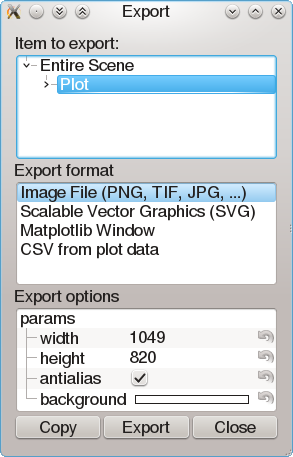 Export
Item to export:
Entire Scene
Plot
Export format
Image File (PNG, TIF, JPG, ...)
Scalable Vector Graphics (SVG)
Matplotlib Window
CSV from plot data
Export options
params
width 1049
height 820
antialias
background
Copy Export Close